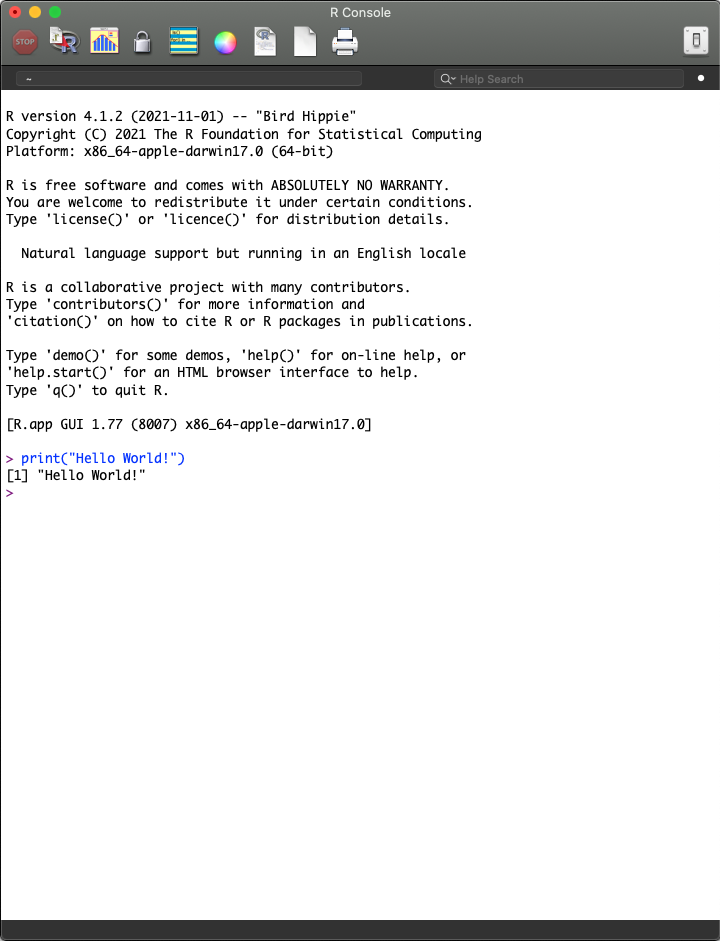 R Console
STOP
~
Help Search
R version 4.1.2 (2021-11-01) -- "Bird Hippie"
Copyright (C) 2021 The R Foundation for Statistical Computing
Platform: x86_64-apple-darwin17.0 (64-bit)
R is free software and comes with ABSOLUTELY NO WARRANTY.
You are welcome to redistribute it under certain conditions.
Type 'license()' or 'licence()' for distribution details.
Natural language support but running in an English locale
R is a collaborative project with many contributors.
Type 'contributors()' for more information and
'citation()' on how to cite R or R packages in publications.
Type 'demo()' for some demos, 'help()' for on-line help, or
'help.start()' for an HTML browser interface to help.
Type 'q()' to quit R.
[R.app GUI 1.77 (8007) x86_64-apple-darwin17.0]
> print("Hello World!")
[1] "Hello World!"
>